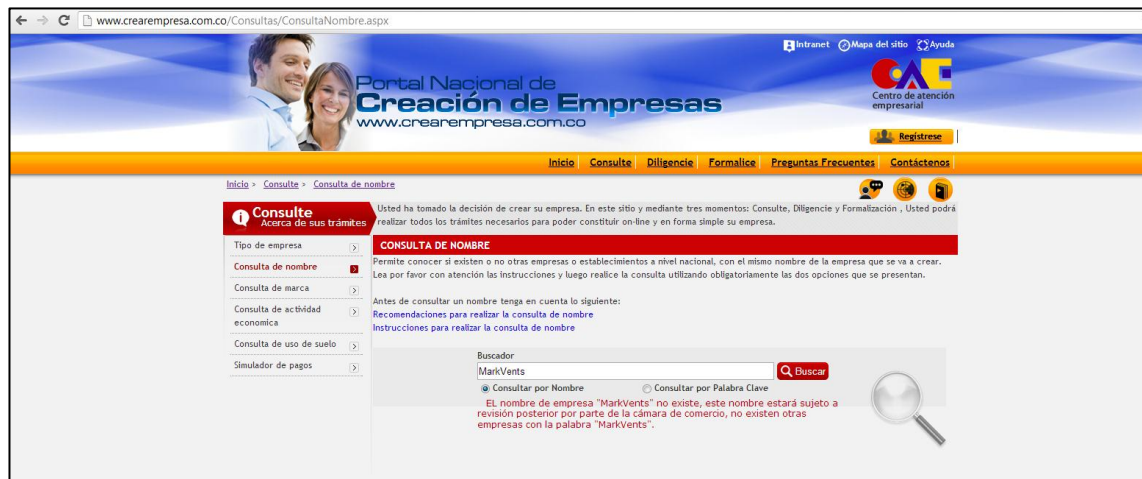 www.crearempresa.com.co/Consultas/ConsultaNombre.aspx
Intranet Mapa del sitio Ayuda
Portal Nacional de
Creación de Empresas
www.crearempresa.com.co
CAE
Centro de atención
empresarial
Regístrese
Inicio Consulte Diligencie Formalice Preguntas Frecuentes Contáctenos
Inicio > Consulte > Consulta de nombre
Consulte
Acerca de sus trámites
Usted ha tomado la decisión de crear su empresa. En este sitio y mediante tres momentos: Consulte, Diligencie y Formalización , Usted podrá
realizar todos los trámites necesarios para poder constituir on-line y en forma simple su empresa.
Tipo de empresa
Consulta de nombre
Consulta de marca
Consulta de actividad
economica
Consulta de uso de suelo
Simulador de pagos
CONSULTA DE NOMBRE
Permite conocer si existen o no otras empresas o establecimientos a nivel nacional, con el mismo nombre de la empresa que se va a crear.
Lea por favor con atención las instrucciones y luego realice la consulta utilizando obligatoriamente las dos opciones que se presentan.
Antes de consultar un nombre tenga en cuenta lo siguiente:
Recomendaciones para realizar la consulta de nombre
Instrucciones para realizar la consulta de nombre
Buscador
MarkVents
Buscar
Consultar por Nombre Consultar por Palabra Clave
EL nombre de empresa "MarkVents" no existe, este nombre estará sujeto a
revisión posterior por parte de la cámara de comercio, no existen otras
empresas con la palabra "MarkVents".